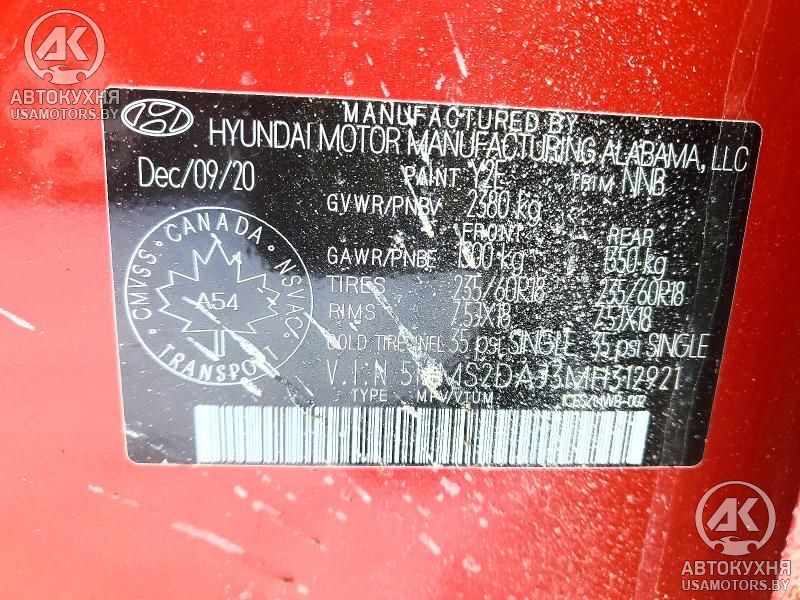 АК
АВТОКУХНЯ
USAMOTORS.BY
MANUFACTURED BY
HYUNDAI MOTOR MANUFACTURING ALABAMA, LLC
Dec/09/20 PAINT Y2E TRIM NNB
GVWR/PNBV 2380 kg
FRONT REAR
GAWR/PNBE 1300 kg 1350 kg
TIRES 235/60R18 235/60R18
RIMS 7.5JX18 7.5JX18
COLD TIRE INFL 35 psi SINGLE 35 psi SINGLE
V.I.N
TYPE MPV/VTUM
CANADA
CMVSS NSVAC
A54
TRANSPORT
АК
АВТОКУХНЯ
USAMOTORS.BY